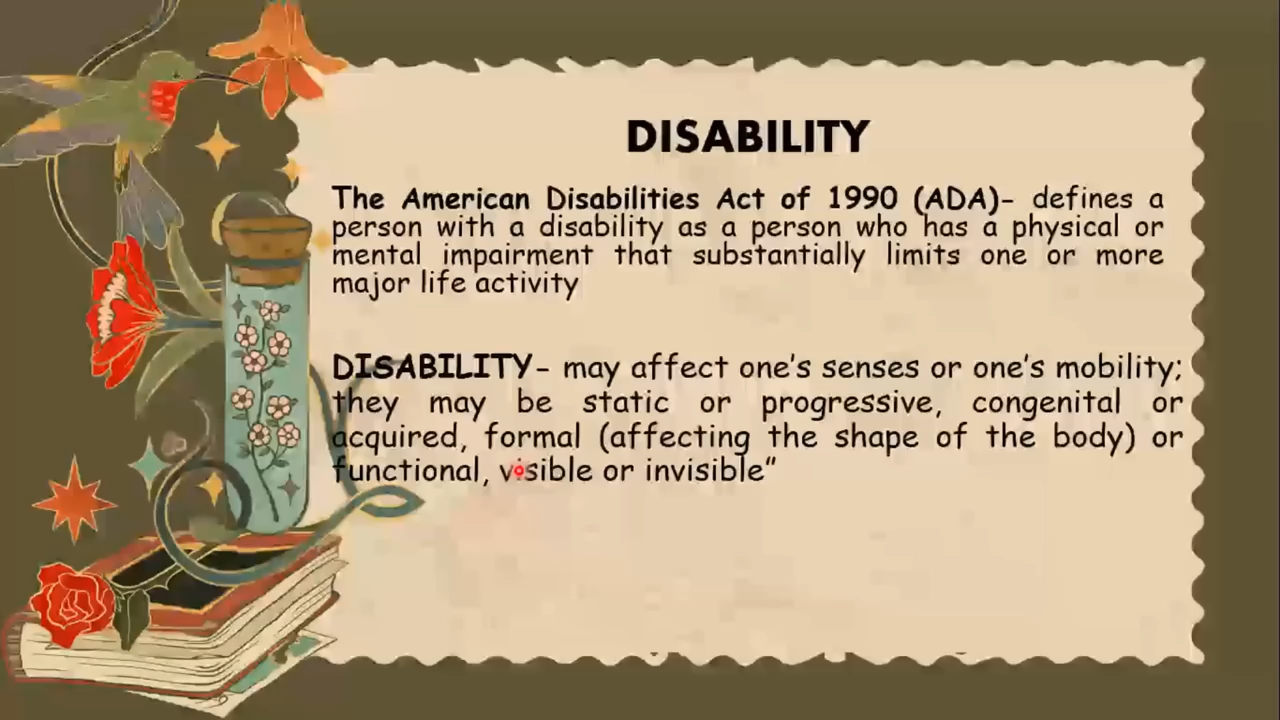 DISABILITY
The American Disabilities Act of 1990 (ADA)- defines a
person with a disability as a person who has a physical or
mental impairment that substantially limits one or more
major life activity
DISABILITY- may affect one's senses or one's mobility;
they may be static or progressive, congenital or
acquired, formal (affecting the shape of the body) or
functional, visible or invisible”